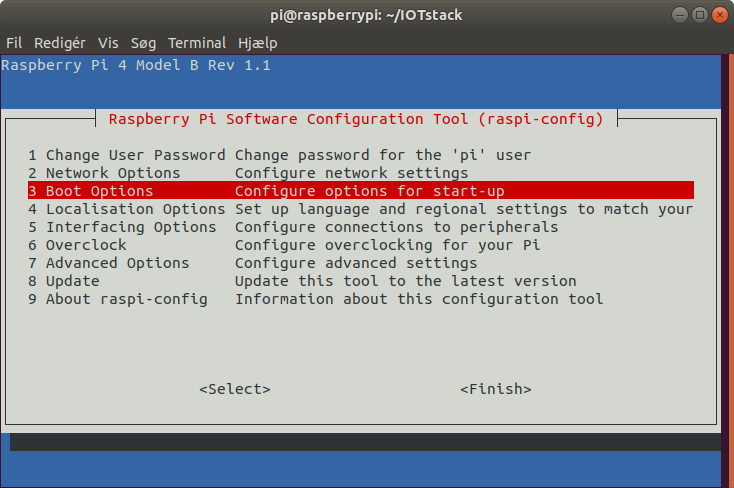 pi@raspberrypi: ~/IOTstack
Fil Redigér Vis Søg Terminal Hjælp
Raspberry Pi 4 Model B Rev 1.1
Raspberry Pi Software Configuration Tool (raspi-config)
1 Change User Password Change password for the 'pi' user
2 Network Options Configure network settings
3 Boot Options Configure options for start-up
4 Localisation Options Set up language and regional settings to match your
5 Interfacing Options Configure connections to peripherals
6 Overclock Configure overclocking for your Pi
7 Advanced Options Configure advanced settings
8 Update Update this tool to the latest version
9 About raspi-config Information about this configuration tool
<Select> <Finish>